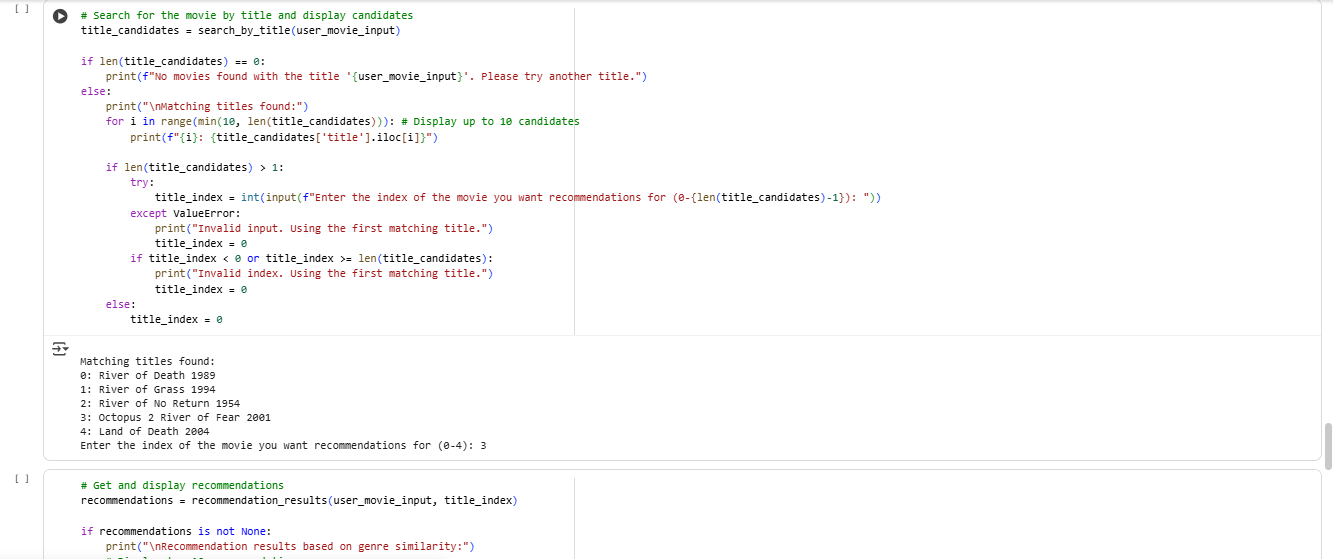 [ ]
# Search for the movie by title and display candidates
title_candidates = search_by_title(user_movie_input)

if len(title_candidates) == 0:
    print(f"No movies found with the title '{user_movie_input}'. Please try another title.")
else:
    print("\nMatching titles found:")
    for i in range(min(10, len(title_candidates))): # Display up to 10 candidates
        print(f"{i}: {title_candidates['title'].iloc[i]}")

    if len(title_candidates) > 1:
        try:
            title_index = int(input(f"Enter the index of the movie you want recommendations for (0-{len(title_candidates)-1}): "))
        except ValueError:
            print("Invalid input. Using the first matching title.")
            title_index = 0
        if title_index < 0 or title_index >= len(title_candidates):
            print("Invalid index. Using the first matching title.")
            title_index = 0
    else:
        title_index = 0

Matching titles found:
0: River of Death 1989
1: River of Grass 1994
2: River of No Return 1954
3: Octopus 2 River of Fear 2001
4: Land of Death 2004
Enter the index of the movie you want recommendations for (0-4): 3
[ ]
# Get and display recommendations
recommendations = recommendation_results(user_movie_input, title_index)

if recommendations is not None:
    print("\nRecommendation results based on genre similarity:")